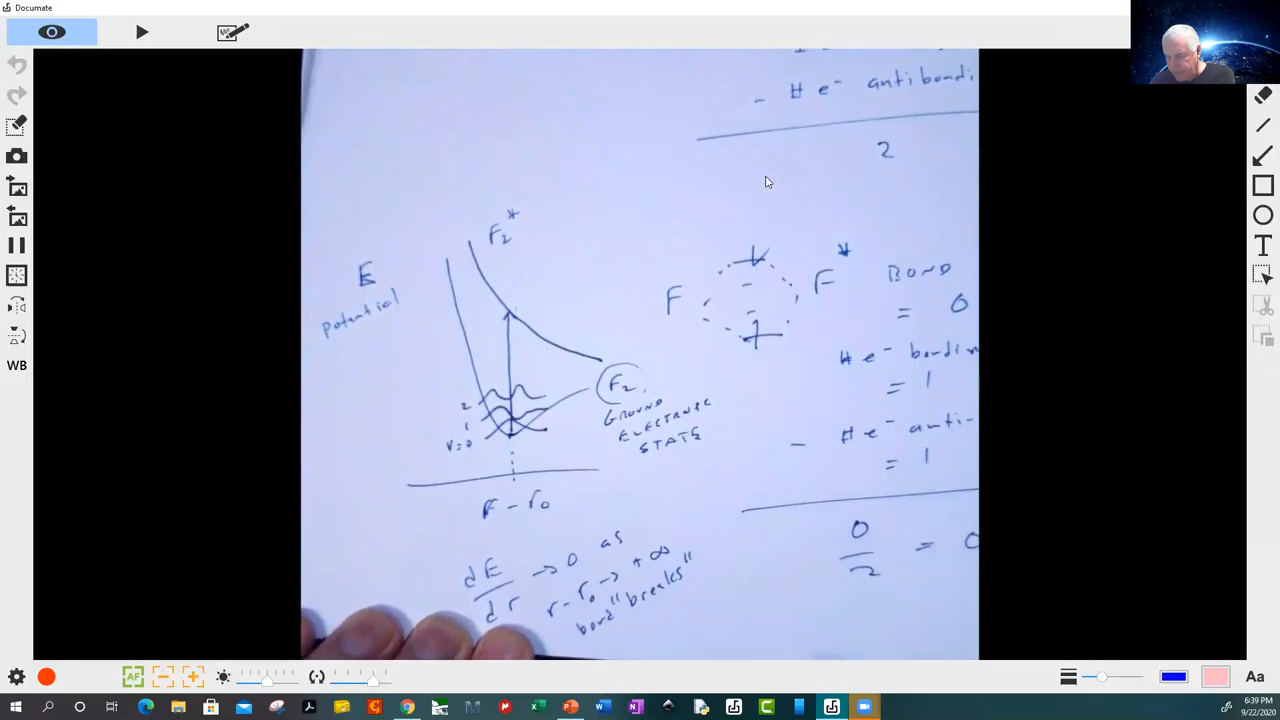 Documate
- # e⁻ antibondi
2
F₂*
E
potential
F
F*
BOND
= 0
# e⁻ bondin
= 1
- # e⁻ anti-
= 1
0/2 = 0
2
1
V=0
F₂
GROUND
ELECTRONIC
STATE
r - r₀
dE/dr → 0 as
r - r₀ → + ∞
bond "breaks"
WB
AF
Aa
6:39 PM
9/22/2020